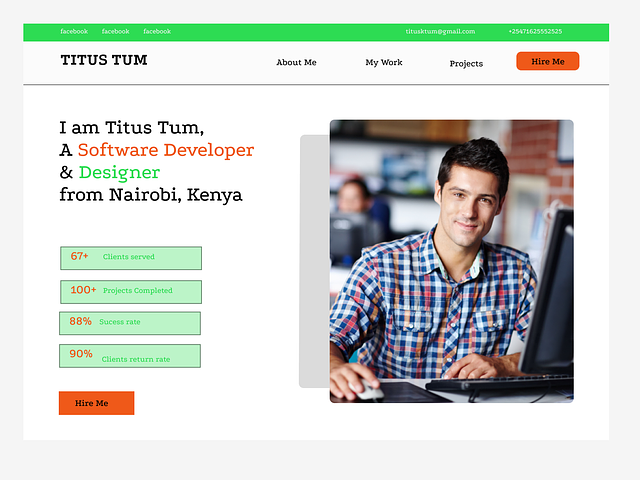 facebook facebook facebook titusktum@gmail.com +25471625552525
TITUS TUM About Me My Work Projects Hire Me
I am Titus Tum,
A Software Developer
& Designer
from Nairobi, Kenya
67+ Clients served
100+ Projects Completed
88% Sucess rate
90% Clients return rate
Hire Me